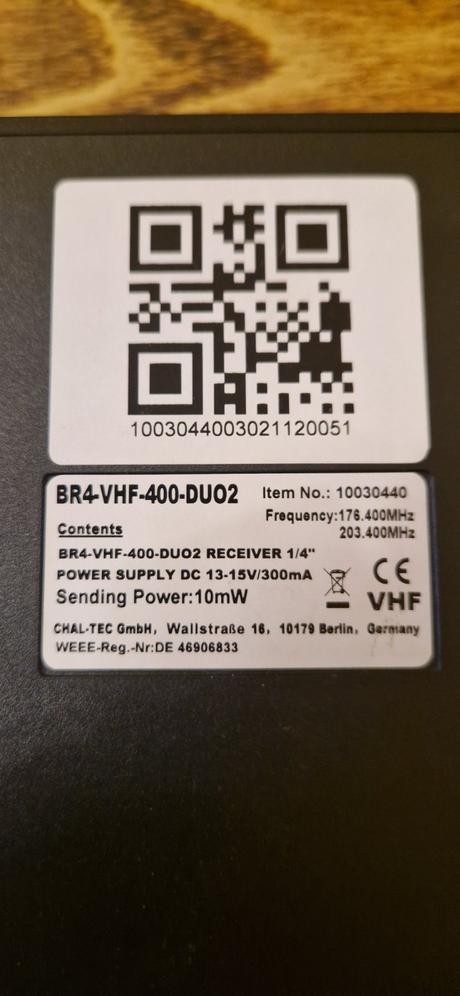 1003044003021120051
BR4-VHF-400-DUO2 Item No.: 10030440
Frequency:176.400MHz
203.400MHz
Contents
BR4-VHF-400-DUO2 RECEIVER 1/4"
POWER SUPPLY DC 13-15V/300mA
Sending Power:10mW
CE
VHF
CHAL-TEC GmbH, Wallstraße 16, 10179 Berlin, Germany
WEEE-Reg.-Nr:DE 46906833